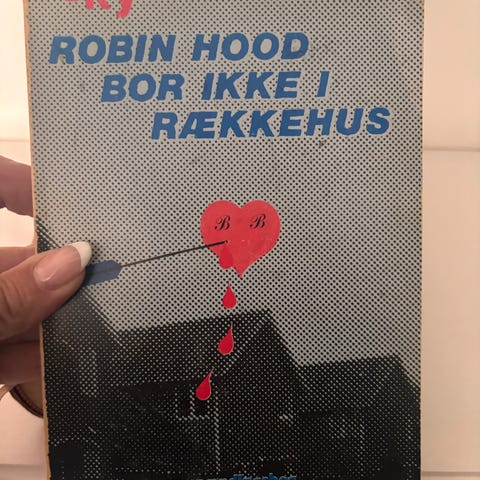 ROBIN HOOD
BOR IKKE I
RÆKKEHUS
B B